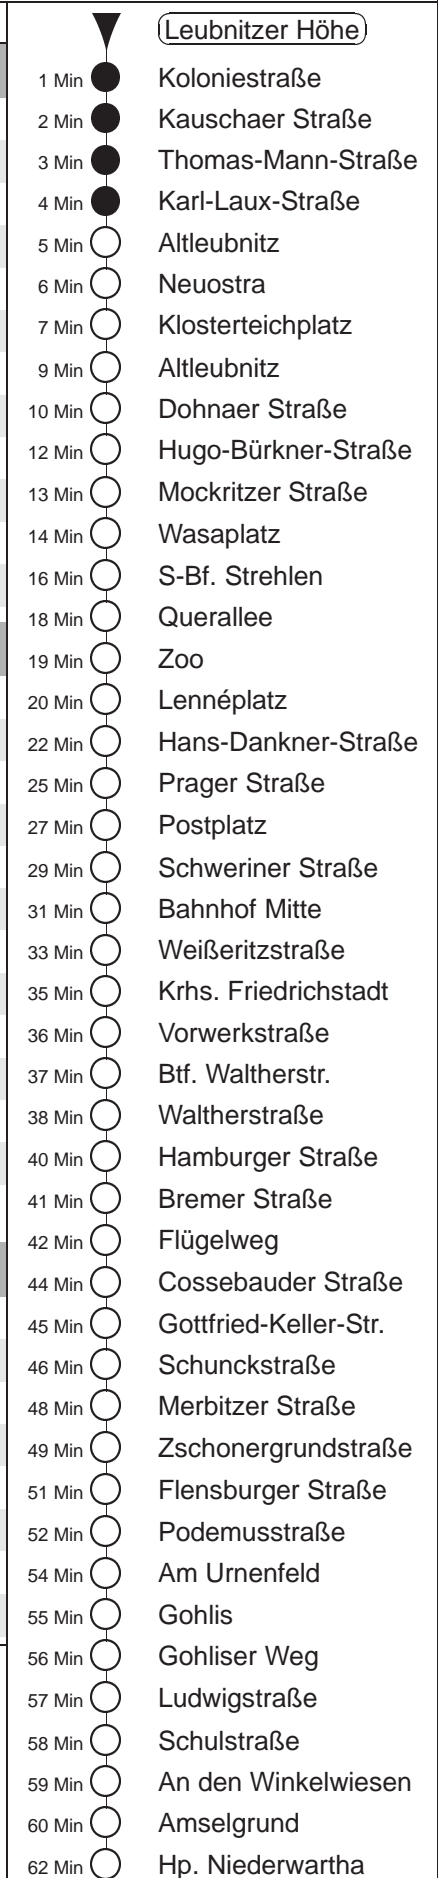 Leubnitzer Höhe
1 Min Koloniestraße
2 Min Kauschaer Straße
3 Min Thomas-Mann-Straße
4 Min Karl-Laux-Straße
5 Min Altleubnitz
6 Min Neuostra
7 Min Klosterteichplatz
9 Min Altleubnitz
10 Min Dohnaer Straße
12 Min Hugo-Bürkner-Straße
13 Min Mockritzer Straße
14 Min Wasaplatz
16 Min S-Bf. Strehlen
18 Min Querallee
19 Min Zoo
20 Min Lennéplatz
22 Min Hans-Dankner-Straße
25 Min Prager Straße
27 Min Postplatz
29 Min Schweriner Straße
31 Min Bahnhof Mitte
33 Min Weißeritzstraße
35 Min Krhs. Friedrichstadt
36 Min Vorwerkstraße
37 Min Btf. Waltherstr.
38 Min Waltherstraße
40 Min Hamburger Straße
41 Min Bremer Straße
42 Min Flügelweg
44 Min Cossebauder Straße
45 Min Gottfried-Keller-Str.
46 Min Schunckstraße
48 Min Merbitzer Straße
49 Min Zschonergrundstraße
51 Min Flensburger Straße
52 Min Podemusstraße
54 Min Am Urnenfeld
55 Min Gohlis
56 Min Gohliser Weg
57 Min Ludwigstraße
58 Min Schulstraße
59 Min An den Winkelwiesen
60 Min Amselgrund
62 Min Hp. Niederwartha